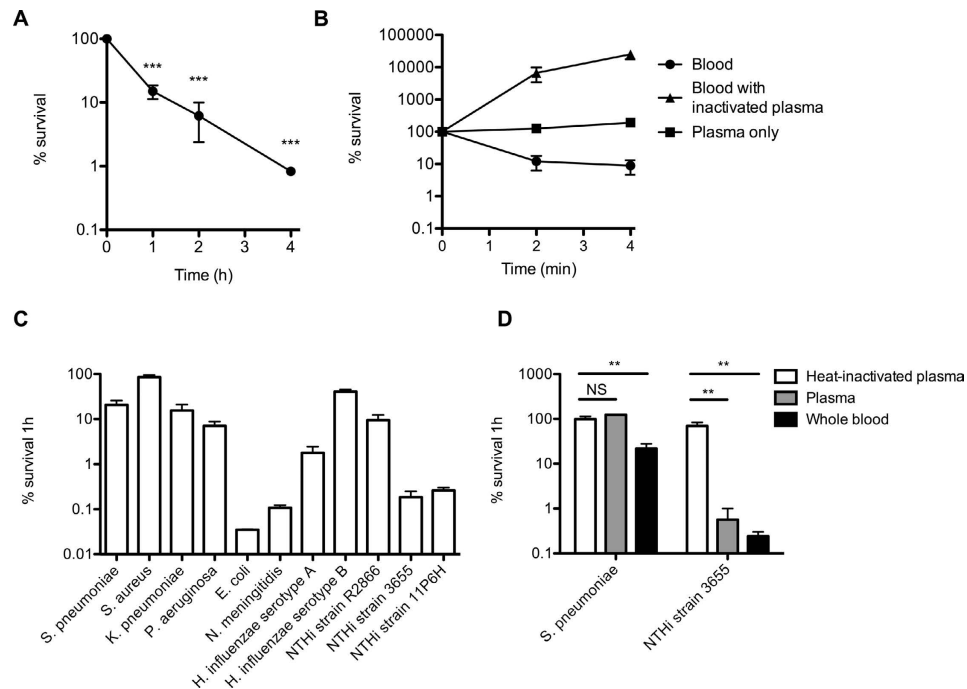 A
% survival
100
10
1
0.1
***
***
***
0
1
2
3
4
Time (h)
B
% survival
100000
10000
1000
100
10
1
0.1
0
1
2
3
4
Time (min)
Blood
Blood with
inactivated plasma
Plasma only
C
% survival 1h
100
10
1
0.1
0.01
S. pneumoniae
S. aureus
K. pneumoniae
P. aeruginosa
E. coli
N. meningitidis
H. influenzae serotype A
H. influenzae serotype B
NTHi strain R2866
NTHi strain 3655
NTHi strain 11P6H
D
% survival 1h
1000
100
10
1
0.1
**
NS
**
**
S. pneumoniae
NTHi strain 3655
Heat-inactivated plasma
Plasma
Whole blood